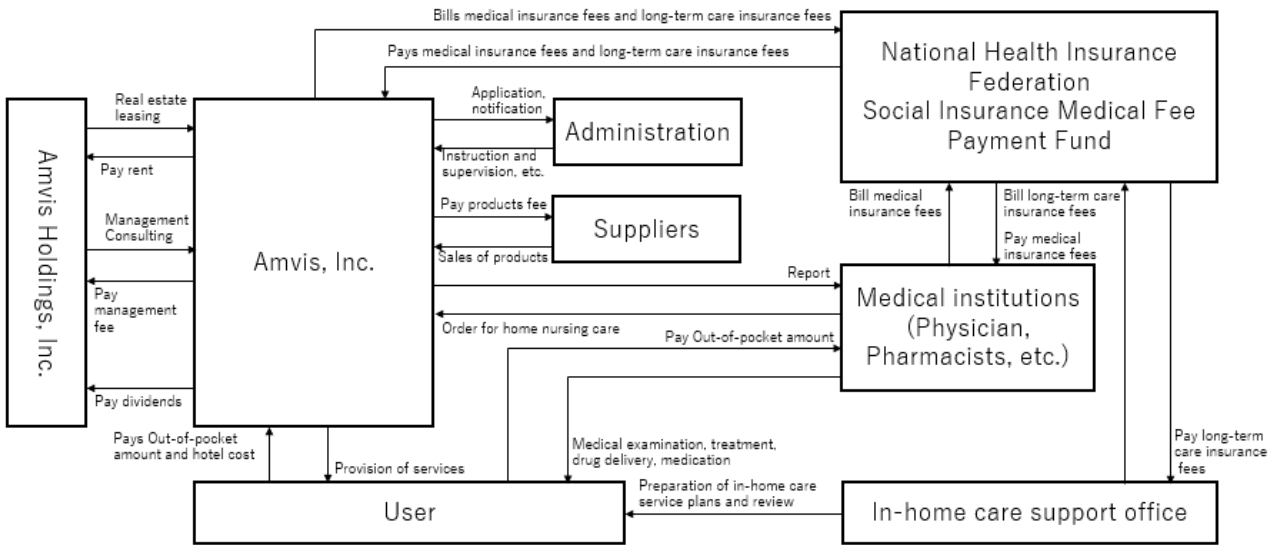 Bills medical insurance fees and long-term care insurance fees
Pays medical insurance fees and long-term care insurance fees
National Health Insurance
Federation
Social Insurance Medical Fee
Payment Fund
Real estate
leasing
Application,
notification
Administration
Amvis Holdings, Inc.
Pay rent
Instruction and
supervision, etc.
Bill medical
insurance fees
Bill long-term care
insurance fees
Management
Consulting
Pay products fee
Suppliers
Pay medical
insurance fees
Amvis, Inc.
Sales of products
Report
Pay
management
fee
Medical institutions
(Physician,
Pharmacists, etc.)
Order for home nursing care
Pay Out-of-pocket amount
Pay dividends
Pays Out-of-pocket
amount and hotel cost
Provision of services
Medical examination, treatment,
drug delivery, medication
Pay long-term
care insurance
fees
Preparation of in-home care
service plans and review
User
In-home care support office